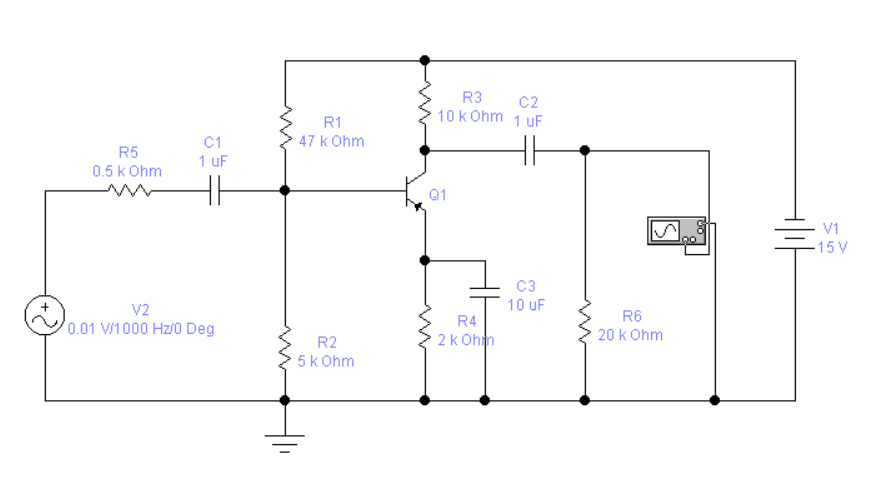 R3
10 k Ohm
C2
1 uF
R1
47 k Ohm
C1
1 uF
R5
0.5 k Ohm
Q1
V1
15 V
C3
10 uF
V2
0.01 V/1000 Hz/0 Deg
R4
2 k Ohm
R6
20 k Ohm
R2
5 k Ohm